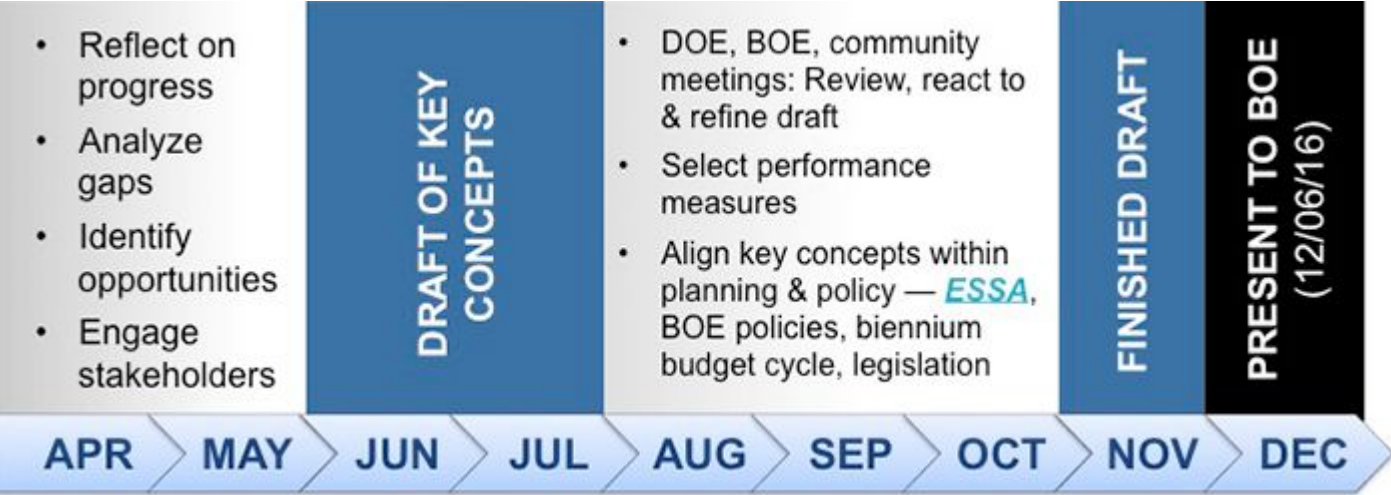 • Reflect on
progress
• Analyze
gaps
• Identify
opportunities
• Engage
stakeholders
DRAFT OF KEY
CONCEPTS
• DOE, BOE, community
meetings: Review, react to
& refine draft
• Select performance
measures
• Align key concepts within
planning & policy — ESSA,
BOE policies, biennium
budget cycle, legislation
FINISHED DRAFT
PRESENT TO BOE
(12/06/16)
APR MAY JUN JUL AUG SEP OCT NOV DEC